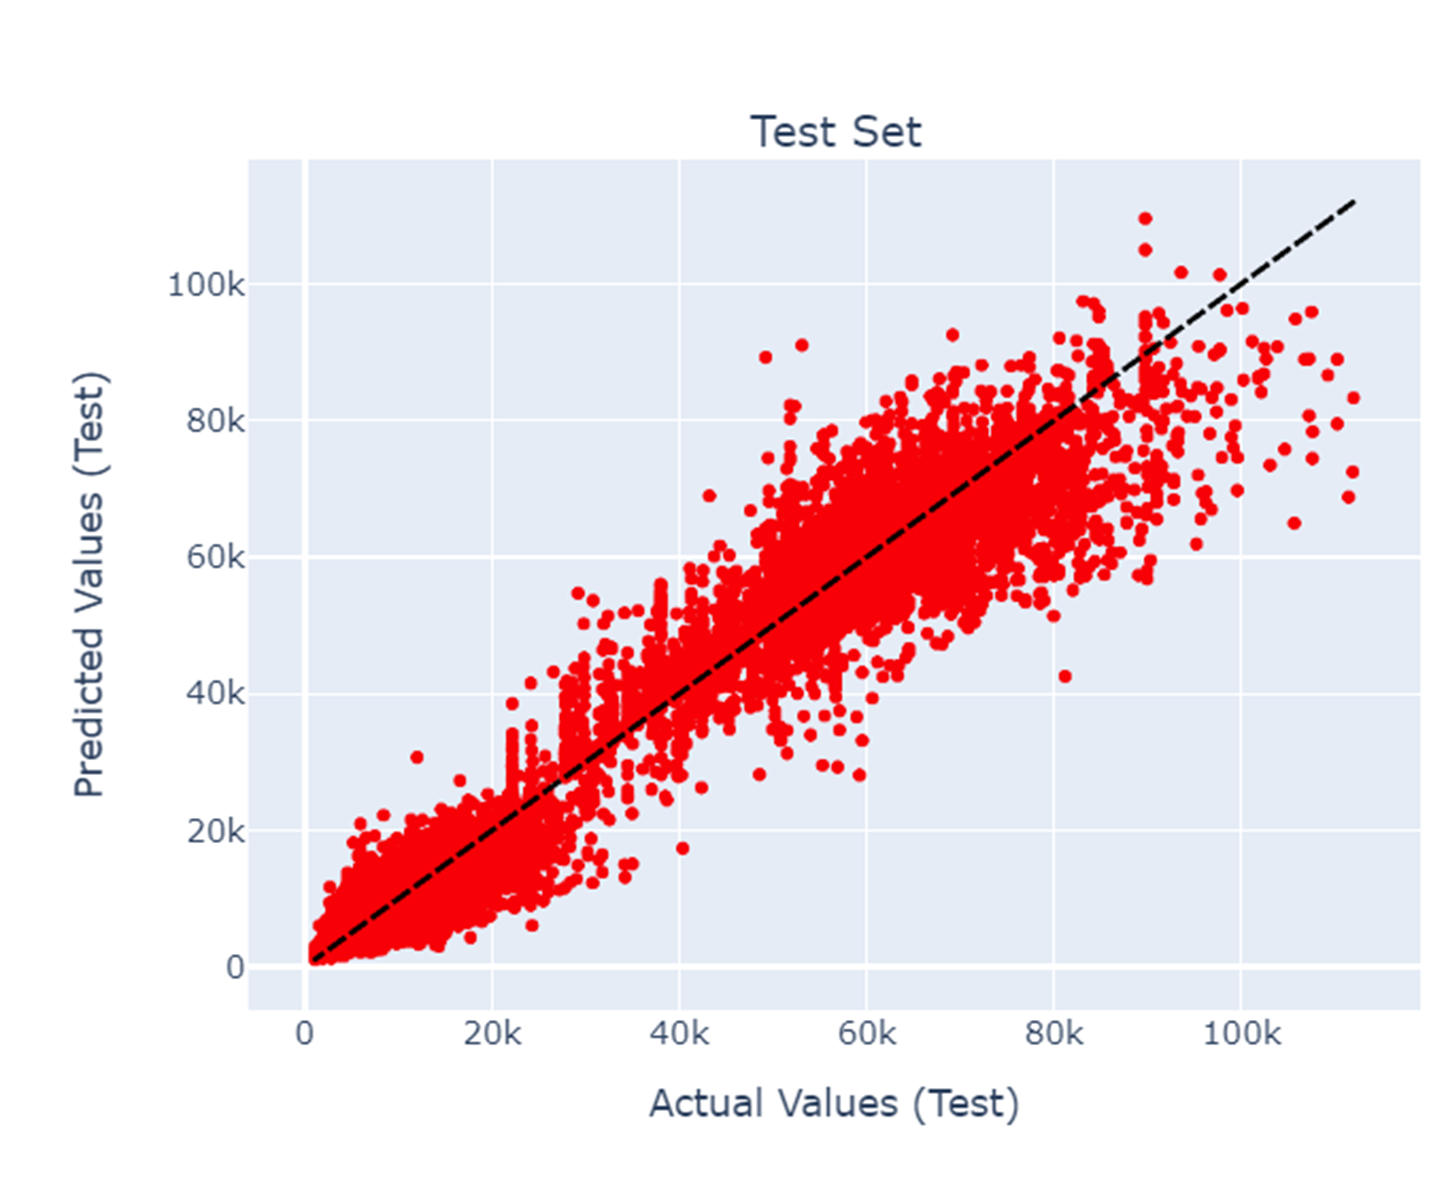 Test Set
Predicted Values (Test)
100k
80k
60k
40k
20k
0
0 20k 40k 60k 80k 100k
Actual Values (Test)